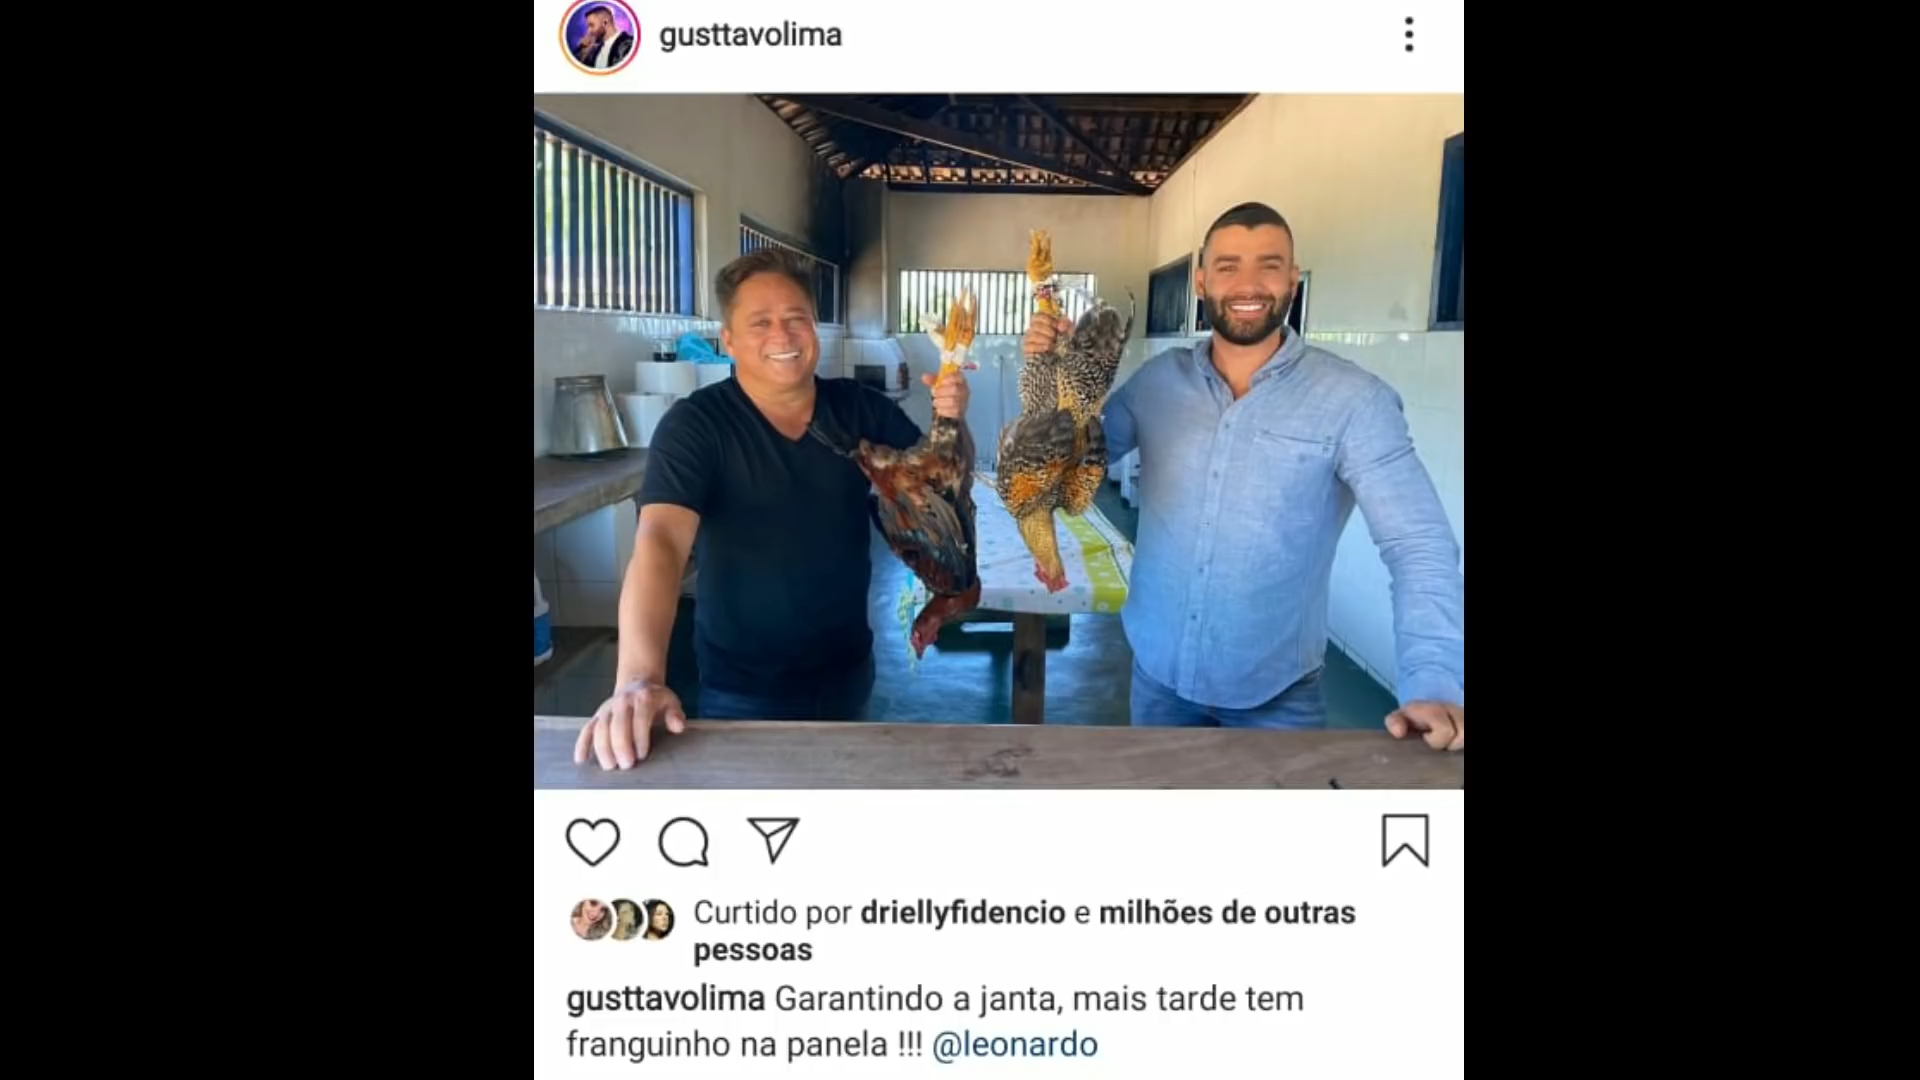 gusttavolima
Curtido por driellyfidencio e milhões de outras
pessoas
gusttavolima Garantindo a janta, mais tarde tem
franguinho na panela !!! @leonardo